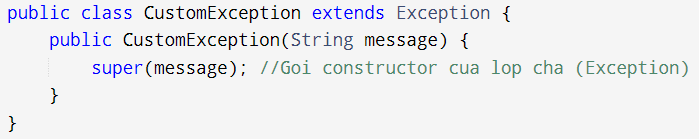 public class CustomException extends Exception {
    public CustomException(String message) {
        super(message); //Goi constructor cua lop cha (Exception)
    }
}